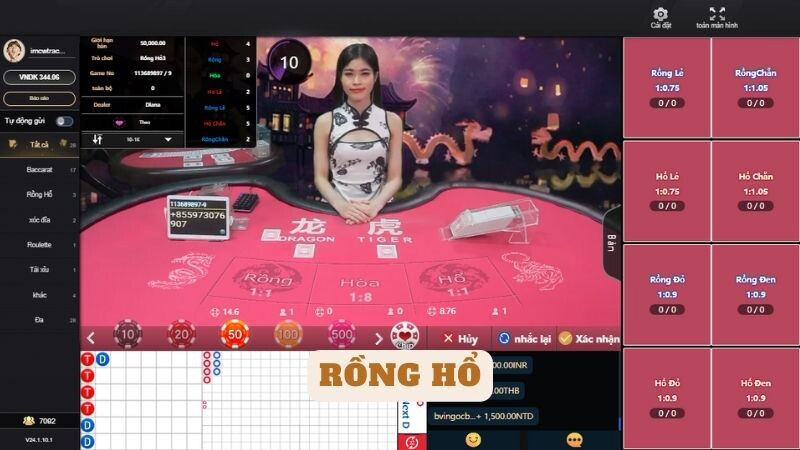 Cài đặt
toàn màn hình
imcwtrac...
VNDK 344.06
Báo cáo
Tự động gửi
Tất cả 28
Baccarat 17
Rồng Hổ 3
xóc dĩa 2
Roulette 1
Tài xỉu 1
khác 4
Đa 28
7002
V24.1.10.1
Giới hạn bàn 50,000.00
Trò chơi Rồng Hổ3
Game No 113689897 / 9
toàn bộ 0
Dealer Diana
Theo
10-1K
Hổ 4
Rồng 3
Hòa 0
Hổ Lẻ 2
Rồng Lẻ 5
Hổ Chẵn 5
RồngChẵn 2
10
113689897-9
+855973076
907
龙 虎
DRAGON TIGER
Bàn
Rồng
1:1
Hòa
1:8
Hổ
1:1
14.6 1
0 0
8.76 1
10
20
50
100
500
chip
Hủy
nhắc lại
Xác nhận
T D
T
T
T
T
D
D
RỒNG HỔ
Next D
.00.00INR
.00THB
bvingocb...+ 1,500.00NTD
Rồng Lẻ
1:0.75
0 / 0
RồngChẵn
1:1.05
0 / 0
Hổ Lẻ
1:0.75
0 / 0
Hổ Chẵn
1:1.05
0 / 0
Rồng Đỏ
1:0.9
0 / 0
Rồng Đen
1:0.9
0 / 0
Hổ Đỏ
1:0.9
0 / 0
Hổ Đen
1:0.9
0 / 0